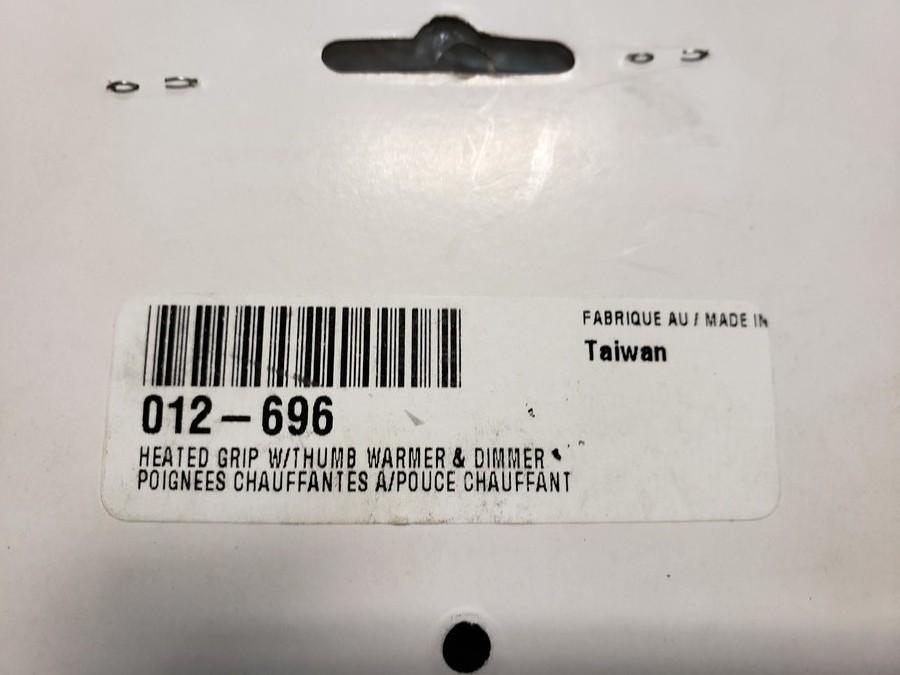 FABRIQUE AU / MADE IN
Taiwan
012-696
HEATED GRIP W/THUMB WARMER & DIMMER
POIGNEES CHAUFFANTES A/POUCE CHAUFFANT